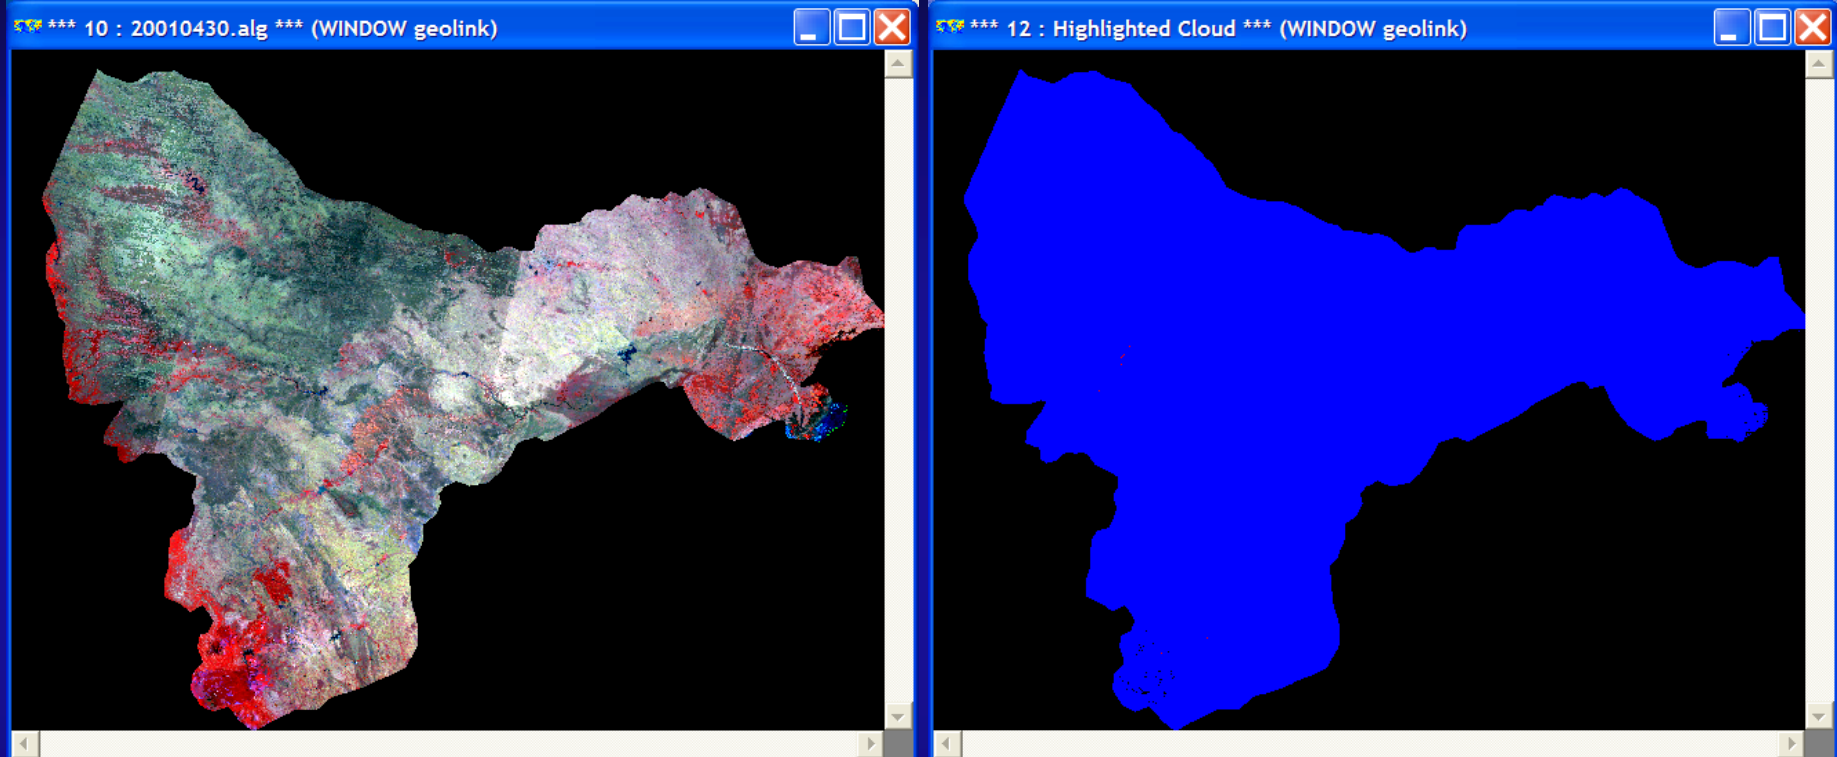 *** 10 : 20010430.alg *** (WINDOW geolink)
*** 12 : Highlighted Cloud *** (WINDOW geolink)